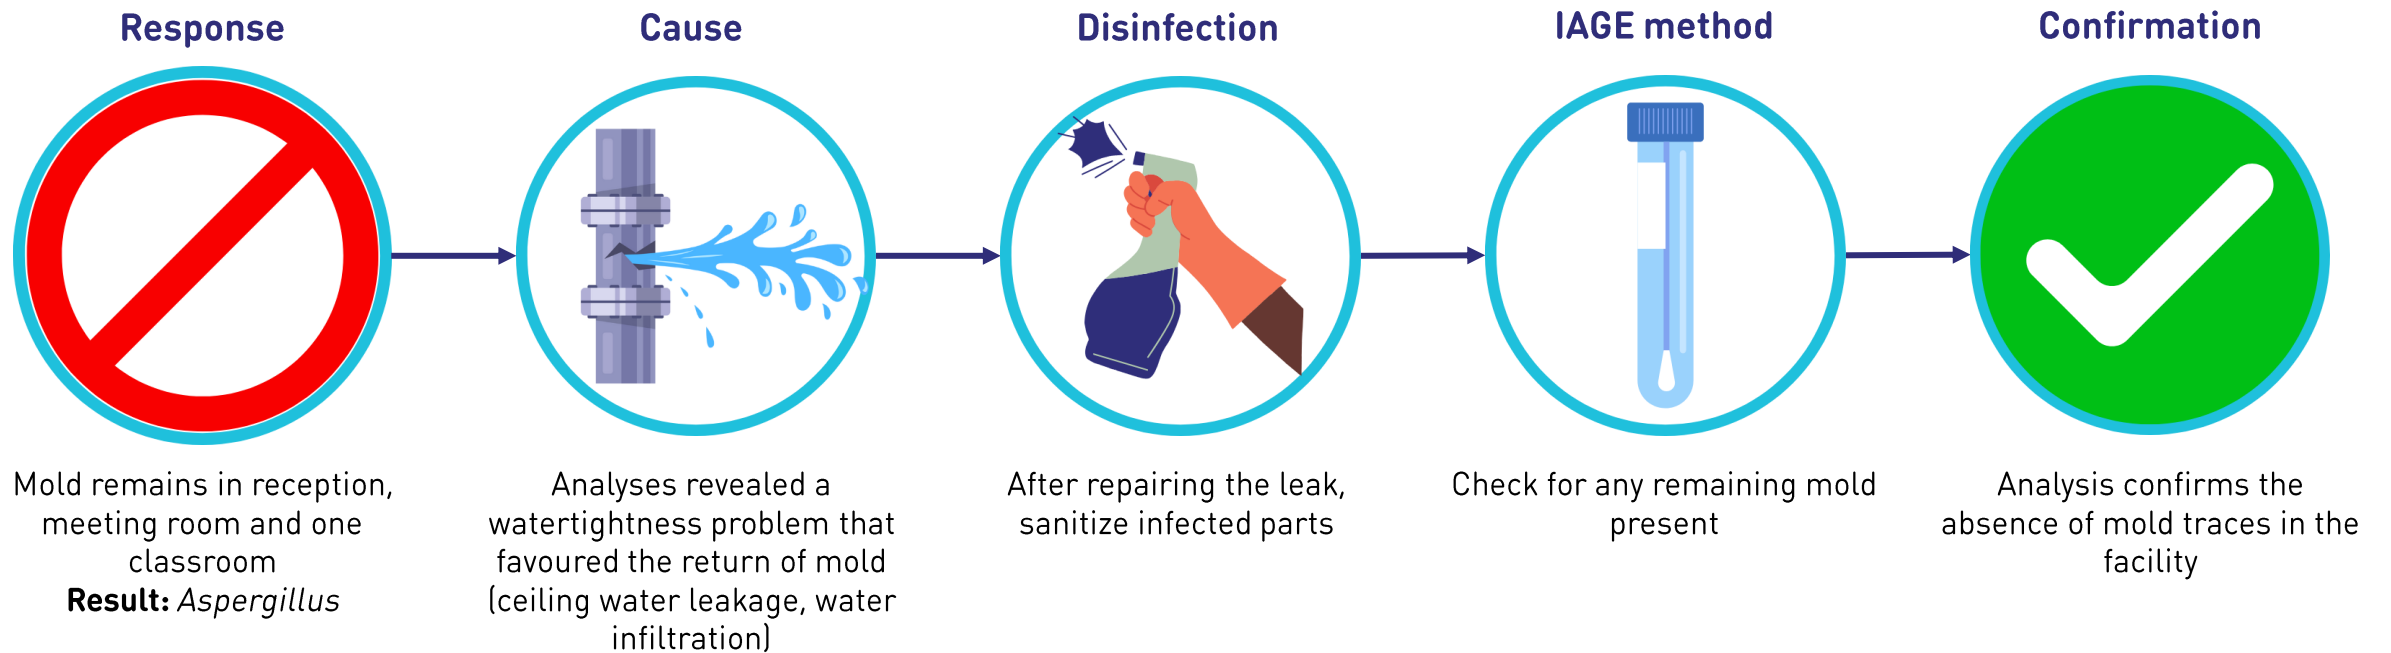 Response
Mold remains in reception,
meeting room and one
classroom
Result: Aspergillus
Cause
Analyses revealed a
watertightness problem that
favoured the return of mold
(ceiling water leakage, water
infiltration)
Disinfection
After repairing the leak,
sanitize infected parts
IAGE method
Check for any remaining mold
present
Confirmation
Analysis confirms the
absence of mold traces in the
facility